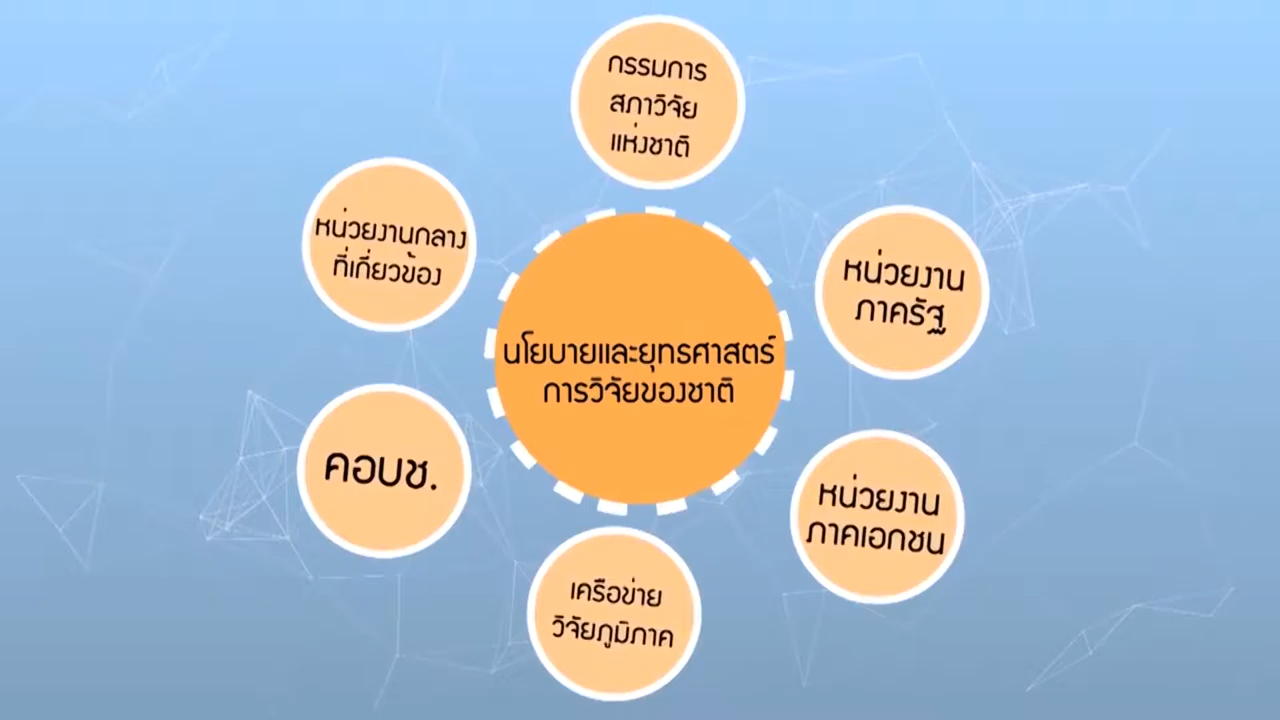 กรรมการ
สภาวิจัย
แห่งชาติ
หน่วยงานกลาง
ที่เกี่ยวข้อง
หน่วยงาน
ภาครัฐ
นโยบายและยุทธศาสตร์
การวิจัยของชาติ
คอบช.
หน่วยงาน
ภาคเอกชน
เครือข่าย
วิจัยภูมิภาค